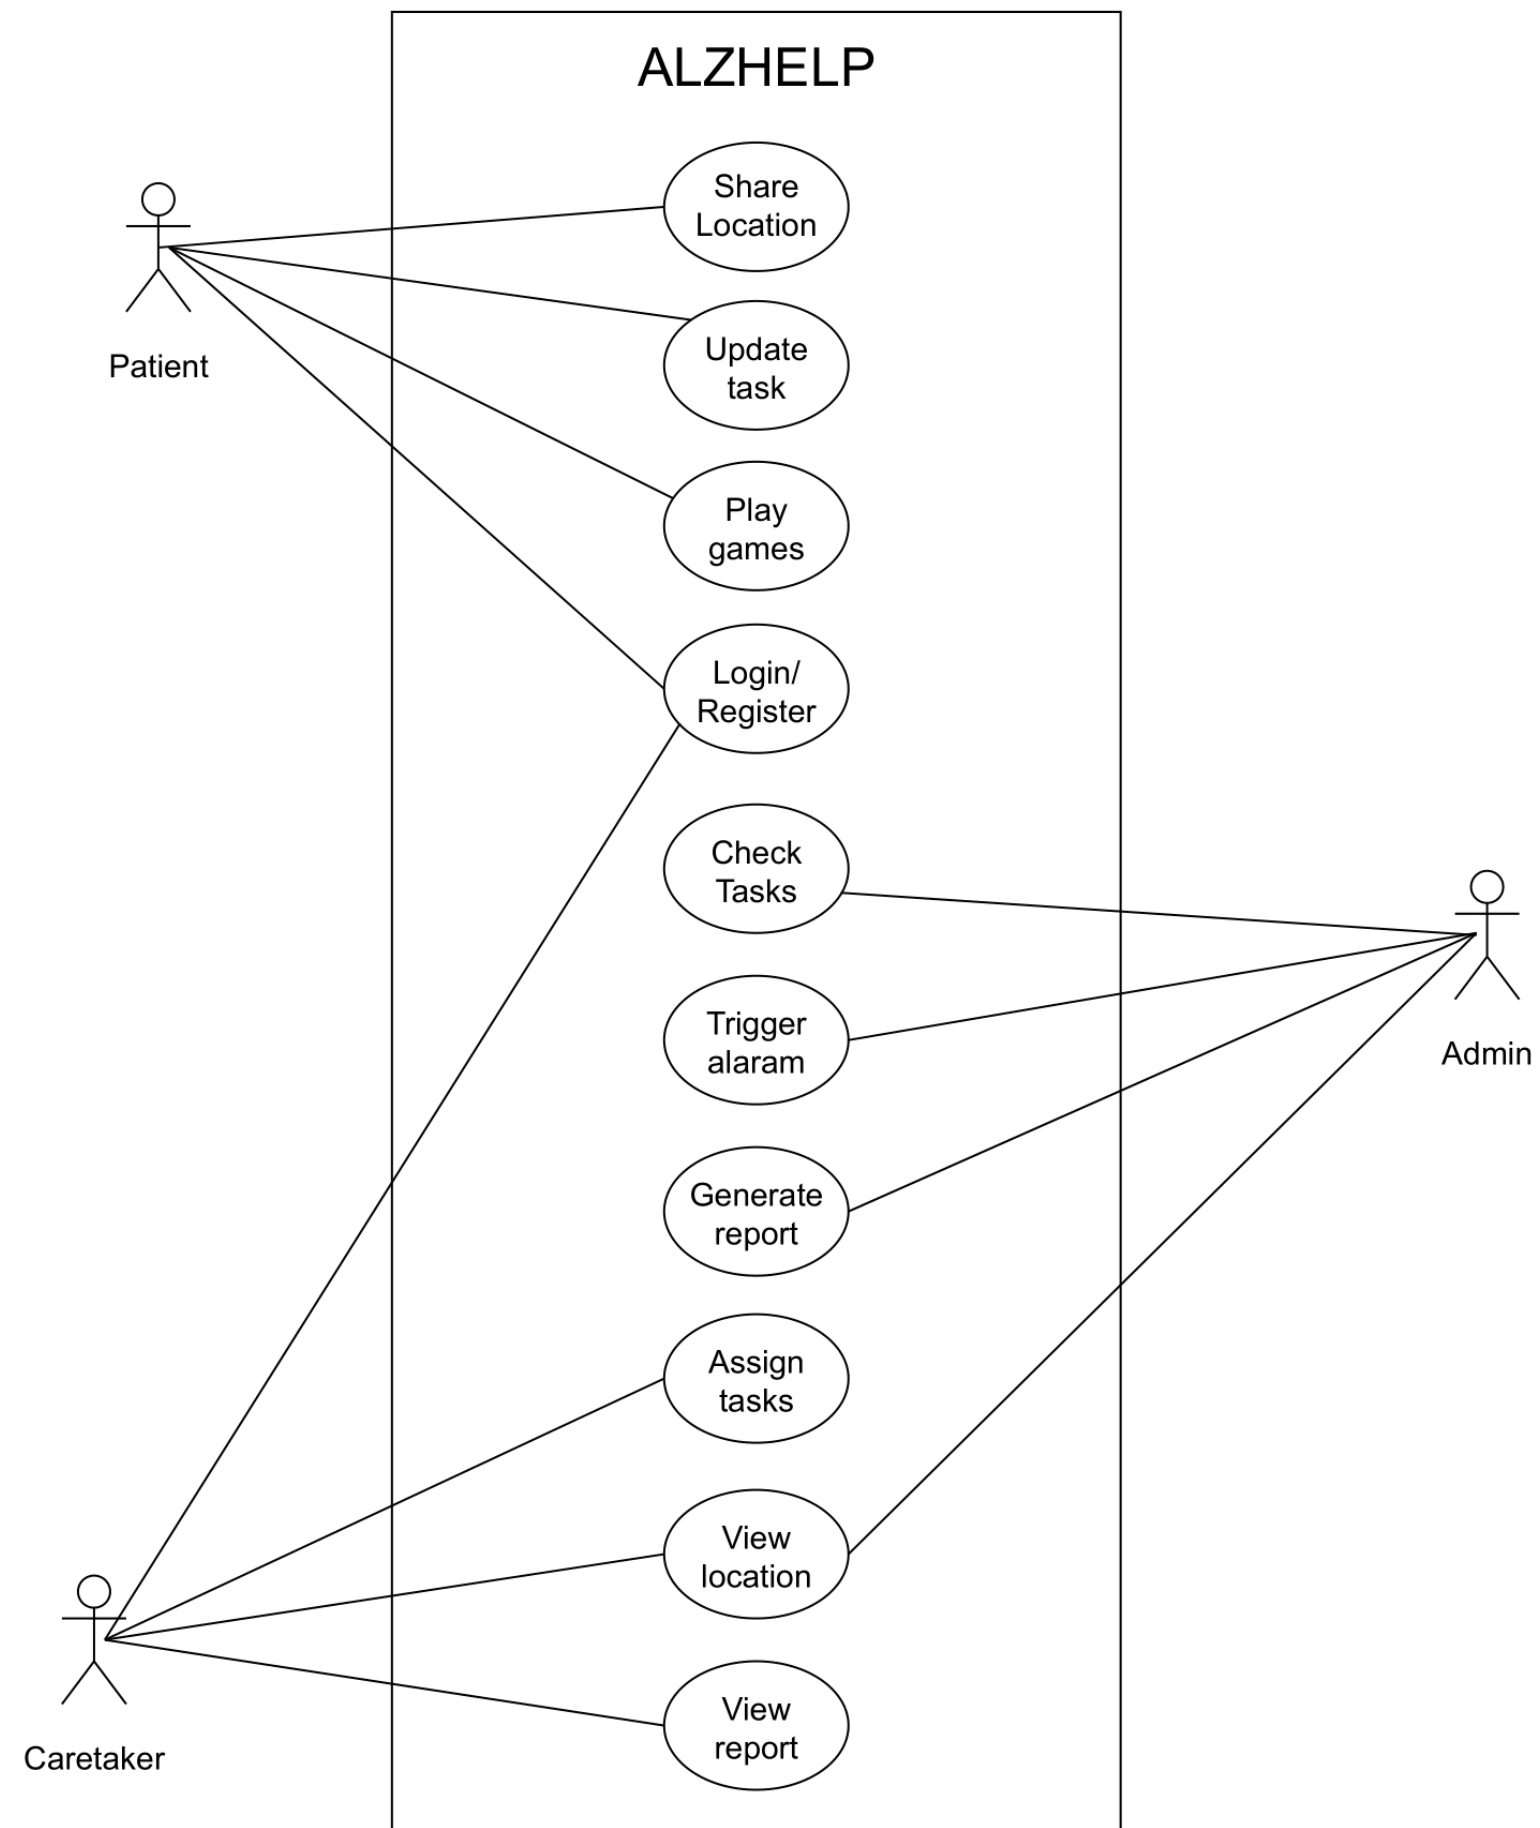 ALZHELP
Share
Location
Patient
Update
task
Play
games
Login/
Register
Check
Tasks
Trigger
alaram
Admin
Generate
report
Assign
tasks
View
location
View
report
Caretaker